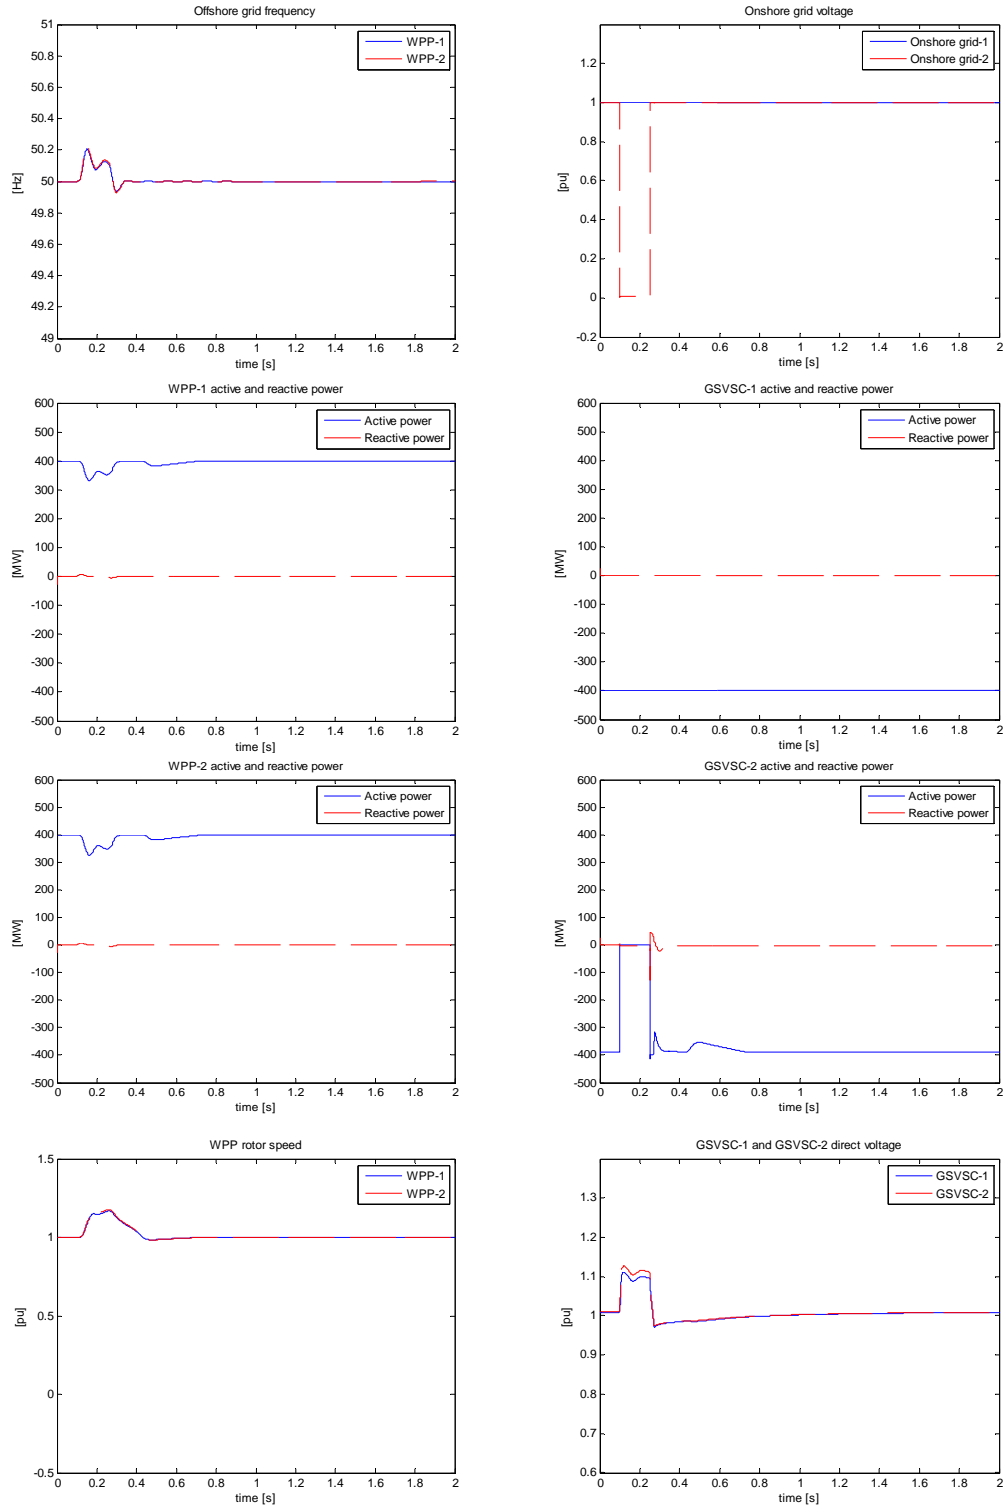 Offshore grid frequency
51
50.8
50.6
50.4
50.2
50
49.8
49.6
49.4
49.2
49
[Hz]
WPP-1
WPP-2
0 0.2 0.4 0.6 0.8 1 1.2 1.4 1.6 1.8 2
time [s]
Onshore grid voltage
1.2
1
0.8
0.6
0.4
0.2
0
-0.2
[pu]
Onshore grid-1
Onshore grid-2
0 0.2 0.4 0.6 0.8 1 1.2 1.4 1.6 1.8 2
time [s]
WPP-1 active and reactive power
600
500
400
300
200
100
0
-100
-200
-300
-400
-500
[MW]
Active power
Reactive power
0 0.2 0.4 0.6 0.8 1 1.2 1.4 1.6 1.8 2
time [s]
GSVSC-1 active and reactive power
600
500
400
300
200
100
0
-100
-200
-300
-400
-500
[MW]
Active power
Reactive power
0 0.2 0.4 0.6 0.8 1 1.2 1.4 1.6 1.8 2
time [s]
WPP-2 active and reactive power
600
500
400
300
200
100
0
-100
-200
-300
-400
-500
[MW]
Active power
Reactive power
0 0.2 0.4 0.6 0.8 1 1.2 1.4 1.6 1.8 2
time [s]
GSVSC-2 active and reactive power
600
500
400
300
200
100
0
-100
-200
-300
-400
-500
[MW]
Active power
Reactive power
0 0.2 0.4 0.6 0.8 1 1.2 1.4 1.6 1.8 2
time [s]
WPP rotor speed
1.5
1
0.5
0
-0.5
[pu]
WPP-1
WPP-2
0 0.2 0.4 0.6 0.8 1 1.2 1.4 1.6 1.8 2
time [s]
GSVSC-1 and GSVSC-2 direct voltage
1.3
1.2
1.1
1
0.9
0.8
0.7
0.6
[pu]
GSVSC-1
GSVSC-2
0 0.2 0.4 0.6 0.8 1 1.2 1.4 1.6 1.8 2
time [s]